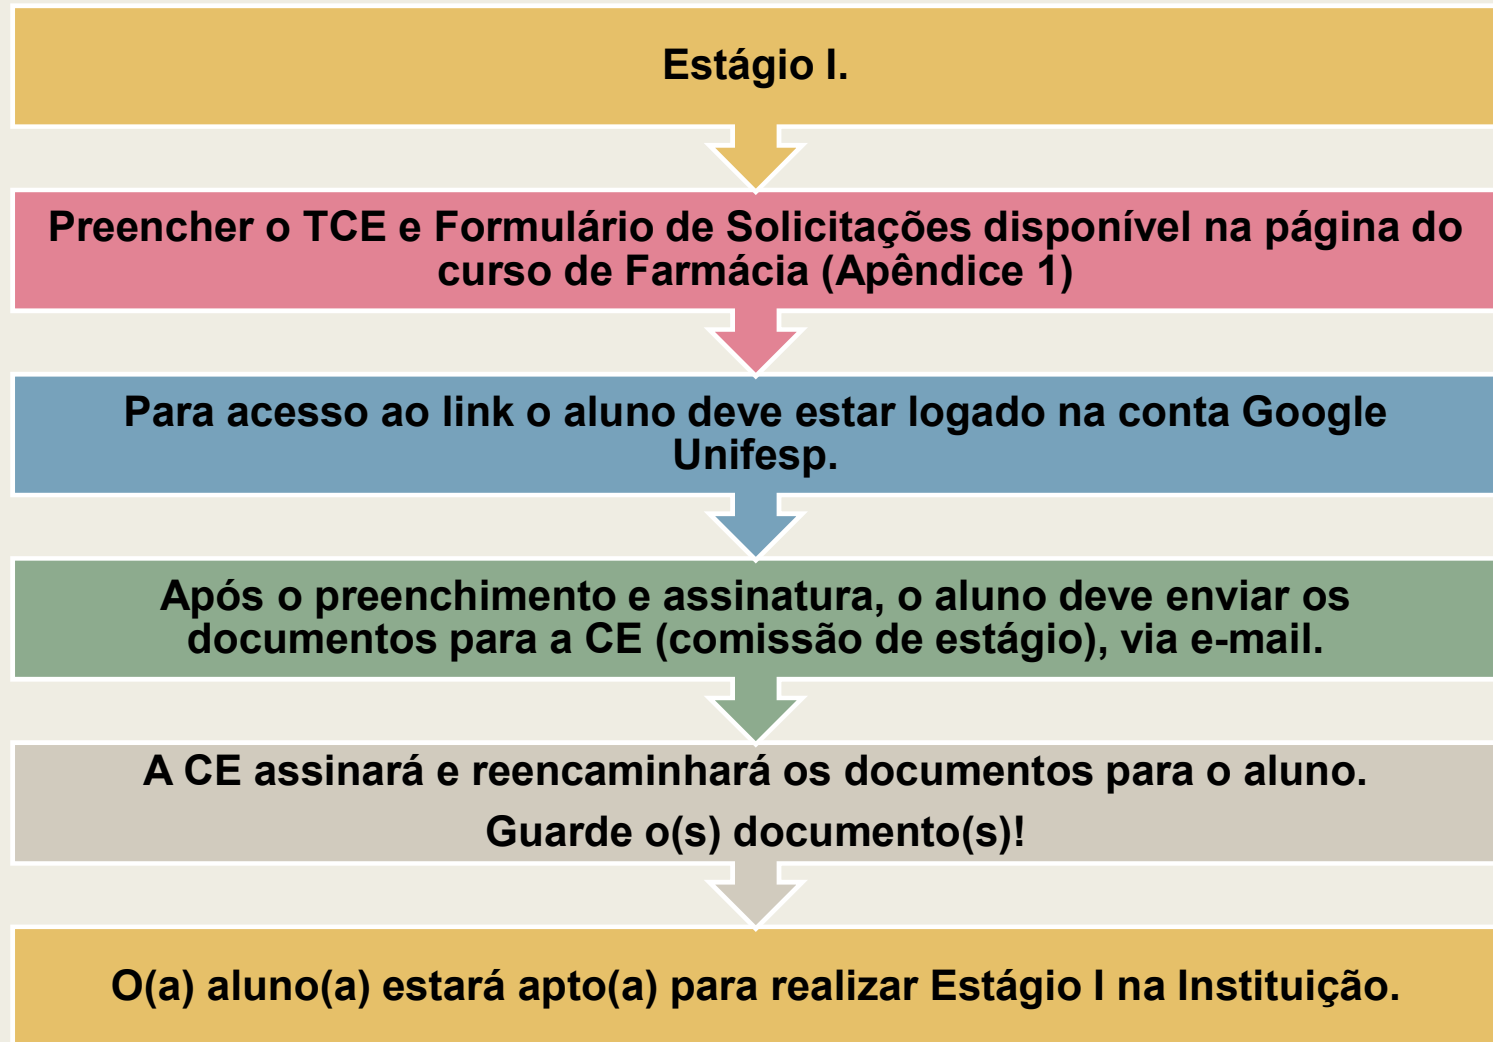 Estágio I.
Preencher o TCE e Formulário de Solicitações disponível na página do
curso de Farmácia (Apêndice 1)
Para acesso ao link o aluno deve estar logado na conta Google
Unifesp.
Após o preenchimento e assinatura, o aluno deve enviar os
documentos para a CE (comissão de estágio), via e-mail.
A CE assinará e reencaminhará os documentos para o aluno.
Guarde o(s) documento(s)!
O(a) aluno(a) estará apto(a) para realizar Estágio I na Instituição.